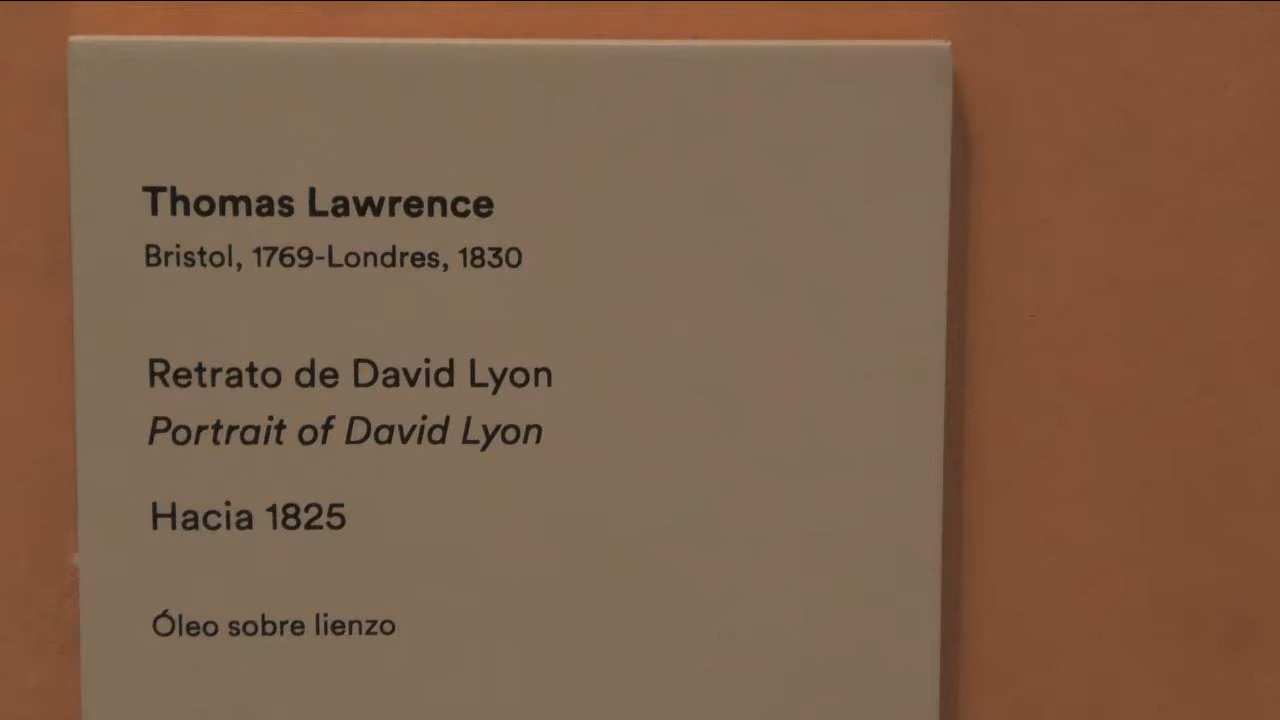 Thomas Lawrence
Bristol, 1769-Londres, 1830
Retrato de David Lyon
Portrait of David Lyon
Hacia 1825
Óleo sobre lienzo